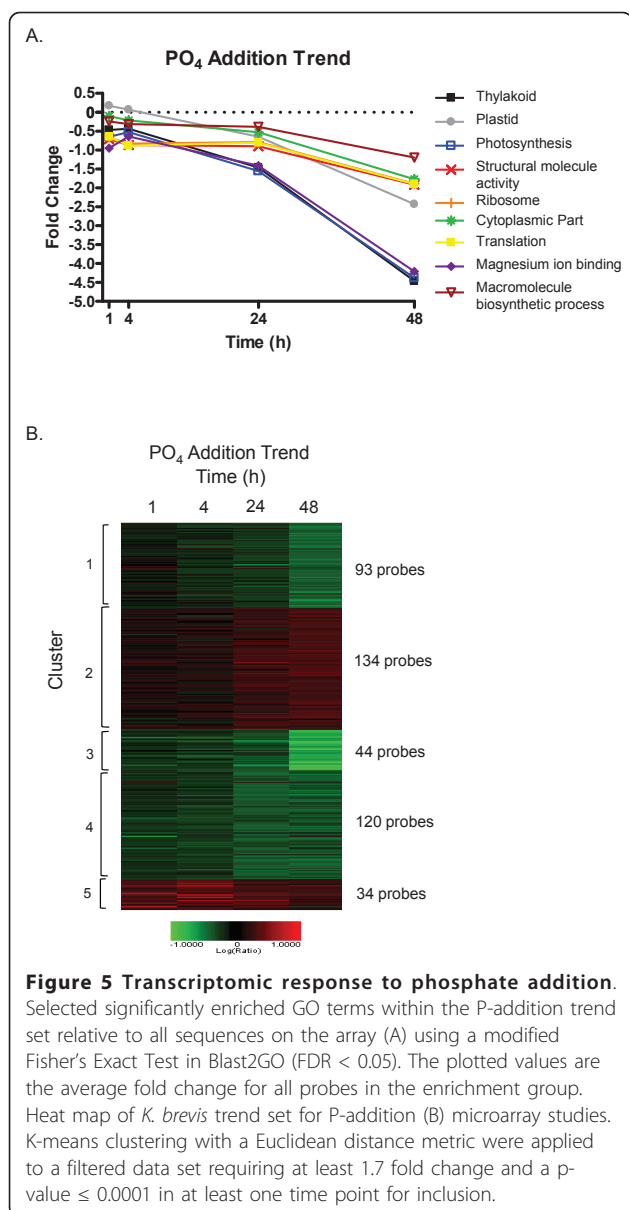 A.
PO4 Addition Trend
Fold Change
0.5
0
-0.5
-1.0
-1.5
-2.0
-2.5
-3.0
-3.5
-4.0
-4.5
-5.0
1 4 24 48
Time (h)
Thylakoid
Plastid
Photosynthesis
Structural molecule
activity
Ribosome
Cytoplasmic Part
Translation
Magnesium ion binding
Macromolecule
biosynthetic process
B.
PO4 Addition Trend
Time (h)
1 4 24 48
Cluster
1
93 probes
2
134 probes
3
44 probes
4
120 probes
5
34 probes
-1.0000 0 1.0000
Log(Ratio)
Figure 5 Transcriptomic response to phosphate addition.
Selected significantly enriched GO terms within the P-addition trend
set relative to all sequences on the array (A) using a modified
Fisher's Exact Test in Blast2GO (FDR < 0.05). The plotted values are
the average fold change for all probes in the enrichment group.
Heat map of K. brevis trend set for P-addition (B) microarray studies.
K-means clustering with a Euclidean distance metric were applied
to a filtered data set requiring at least 1.7 fold change and a p-
value ≤ 0.0001 in at least one time point for inclusion.